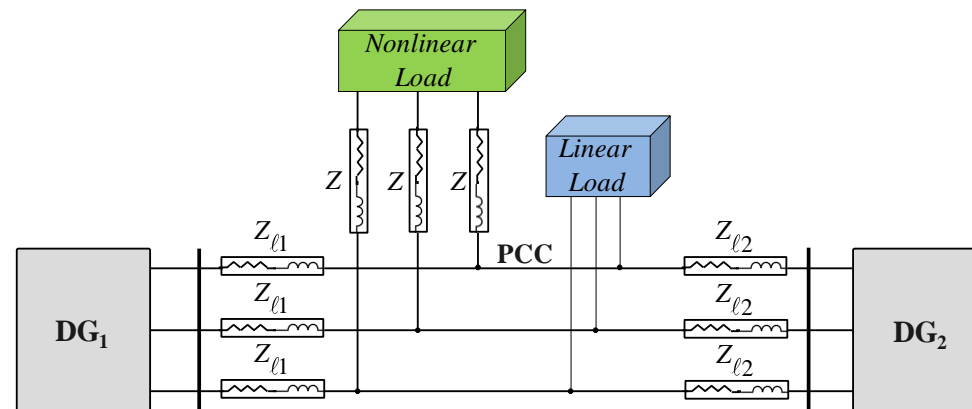 Nonlinear
Load
Linear
Load
Z
Z
Z
Zℓ1
PCC
Zℓ2
DG1
Zℓ1
Zℓ2
DG2
Zℓ1
Zℓ2